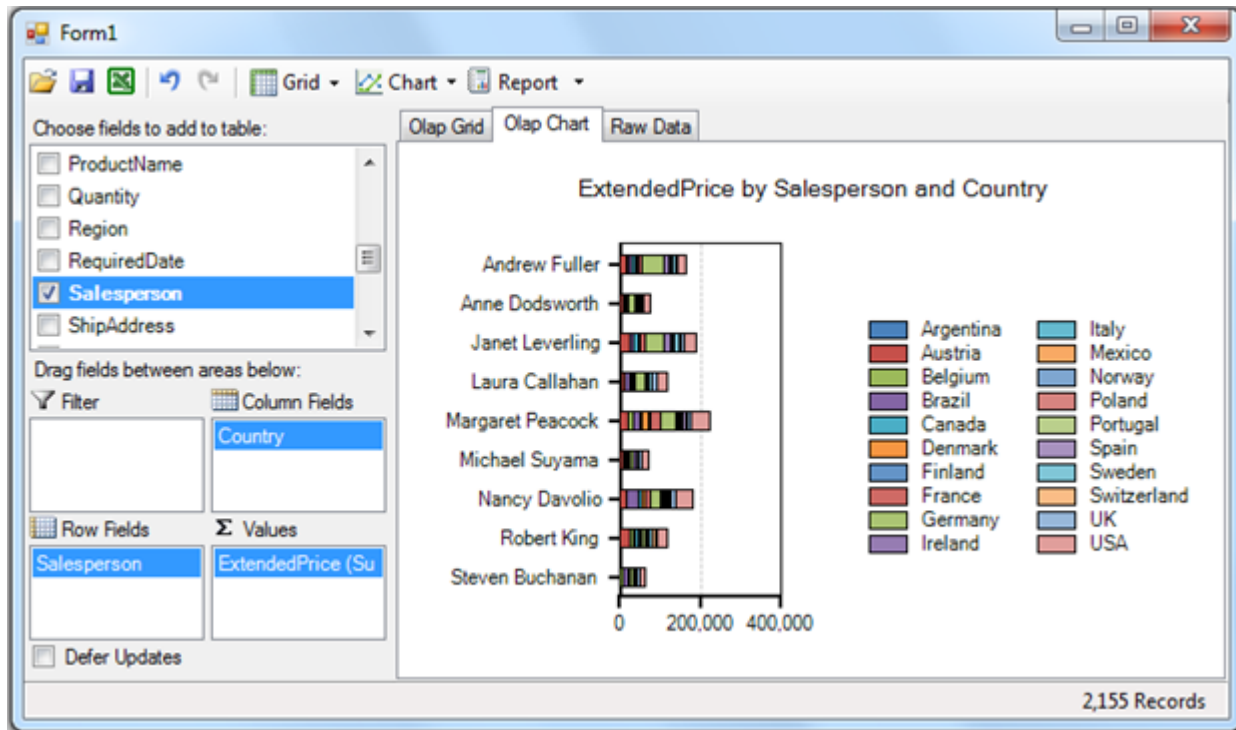 Form1
Grid
Chart
Report
Choose fields to add to table:
ProductName
Quantity
Region
RequiredDate
Salesperson
ShipAddress
Drag fields between areas below:
Filter
Column Fields
Country
Row Fields
Σ Values
Salesperson
ExtendedPrice (Su
Defer Updates
Olap Grid
Olap Chart
Raw Data
ExtendedPrice by Salesperson and Country
Andrew Fuller
Anne Dodsworth
Janet Leverling
Laura Callahan
Margaret Peacock
Michael Suyama
Nancy Davolio
Robert King
Steven Buchanan
0 200,000 400,000
Argentina
Austria
Belgium
Brazil
Canada
Denmark
Finland
France
Germany
Ireland
Italy
Mexico
Norway
Poland
Portugal
Spain
Sweden
Switzerland
UK
USA
2,155 Records